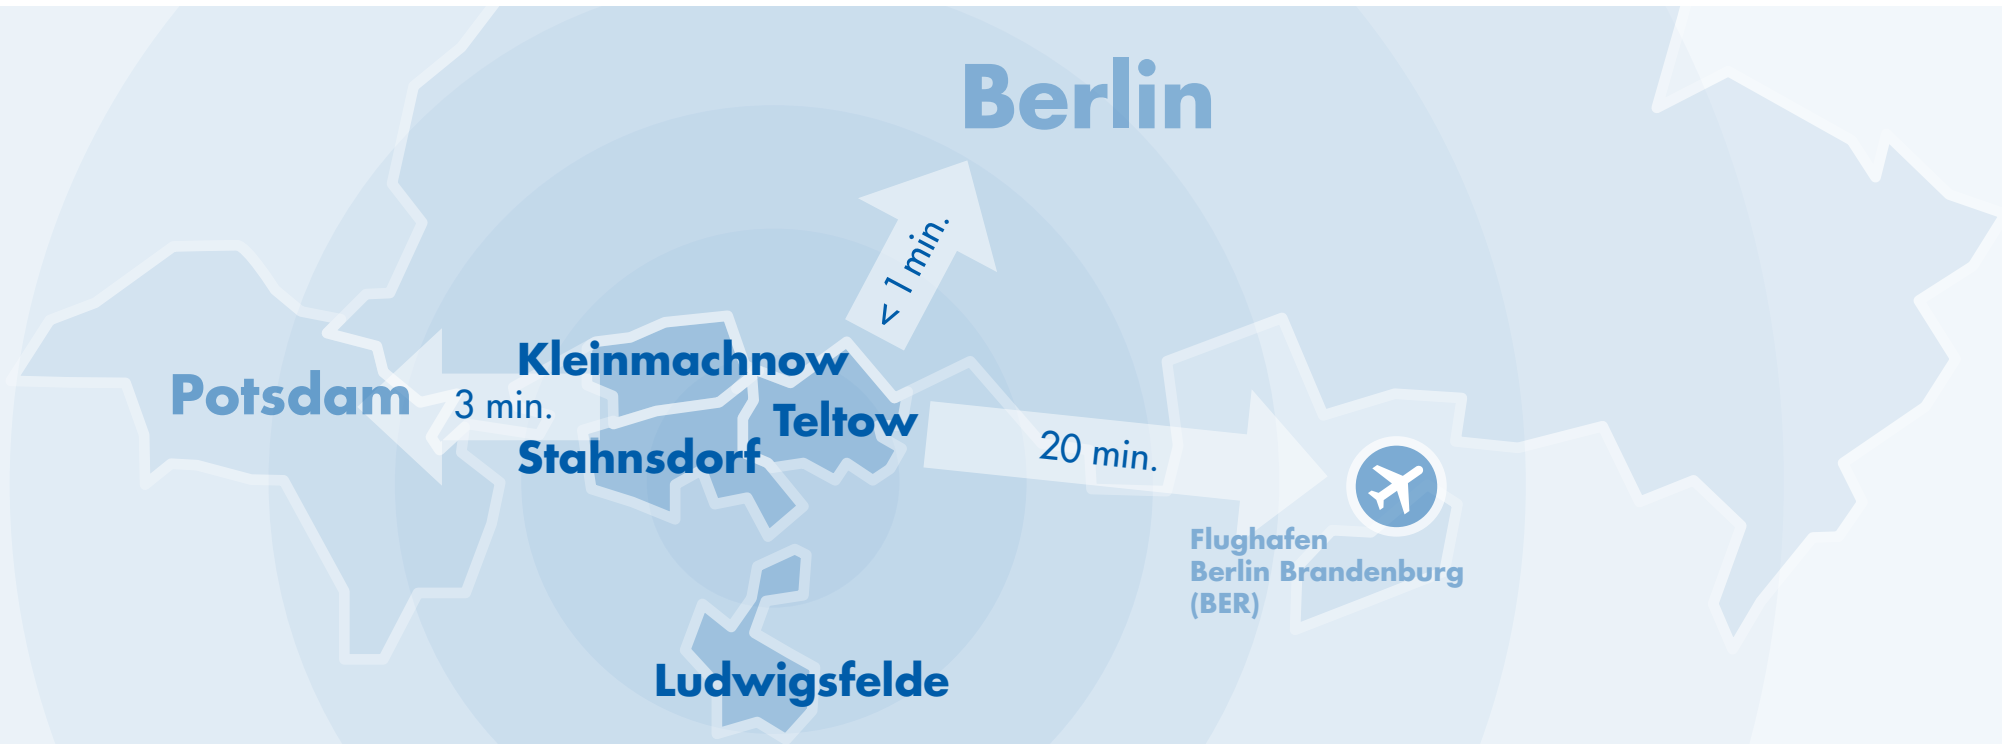 Berlin
< 1 min.
Kleinmachnow
Potsdam
3 min.
Teltow
Stahnsdorf
20 min.
Flughafen
Berlin Brandenburg
(BER)
Ludwigsfelde